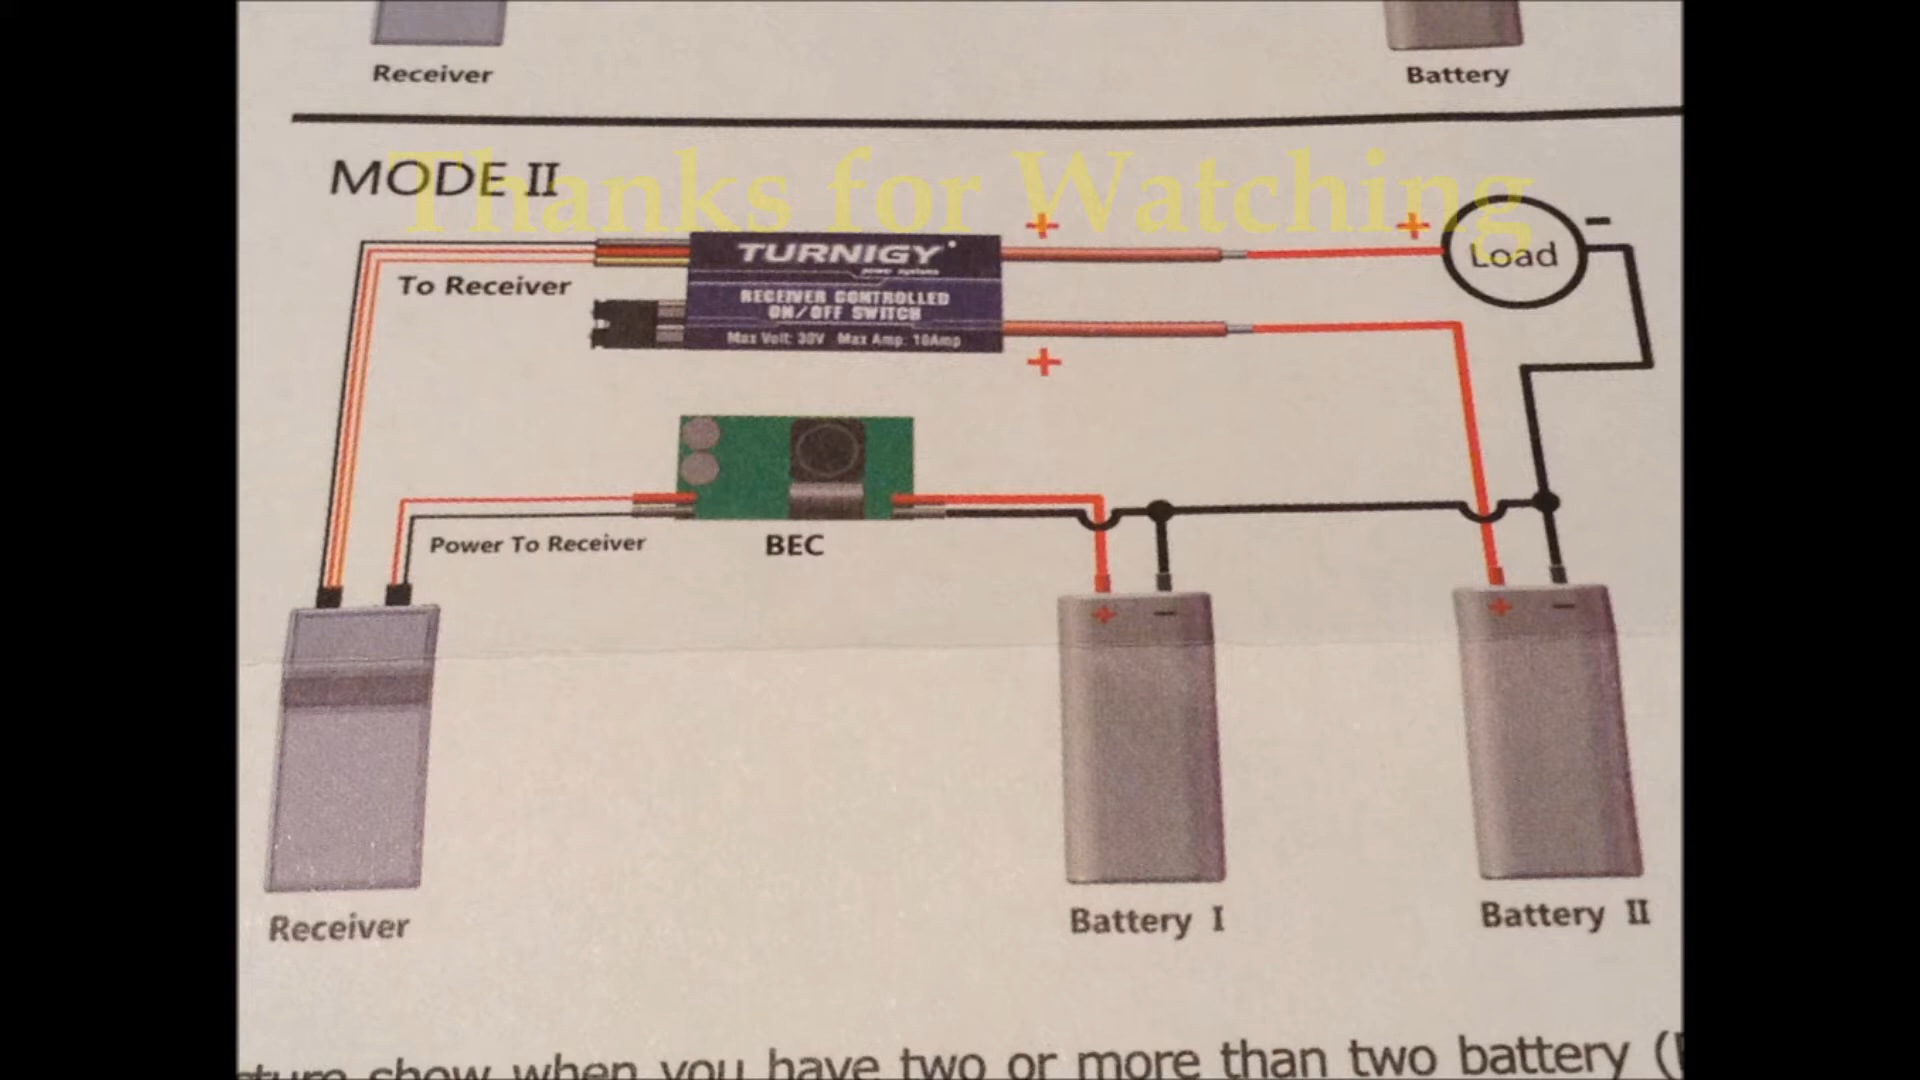 Receiver
Battery
Thanks for Watching
MODE II
+
+
-
TURNIGY
power systems
Load
To Receiver
RECEIVER CONTROLLED
ON/OFF SWITCH
Max Volt: 30V Max Amp: 10Amp
+
Power To Receiver
BEC
+ -
+ -
Receiver
Battery I
Battery II
show when you have two or more than two battery (